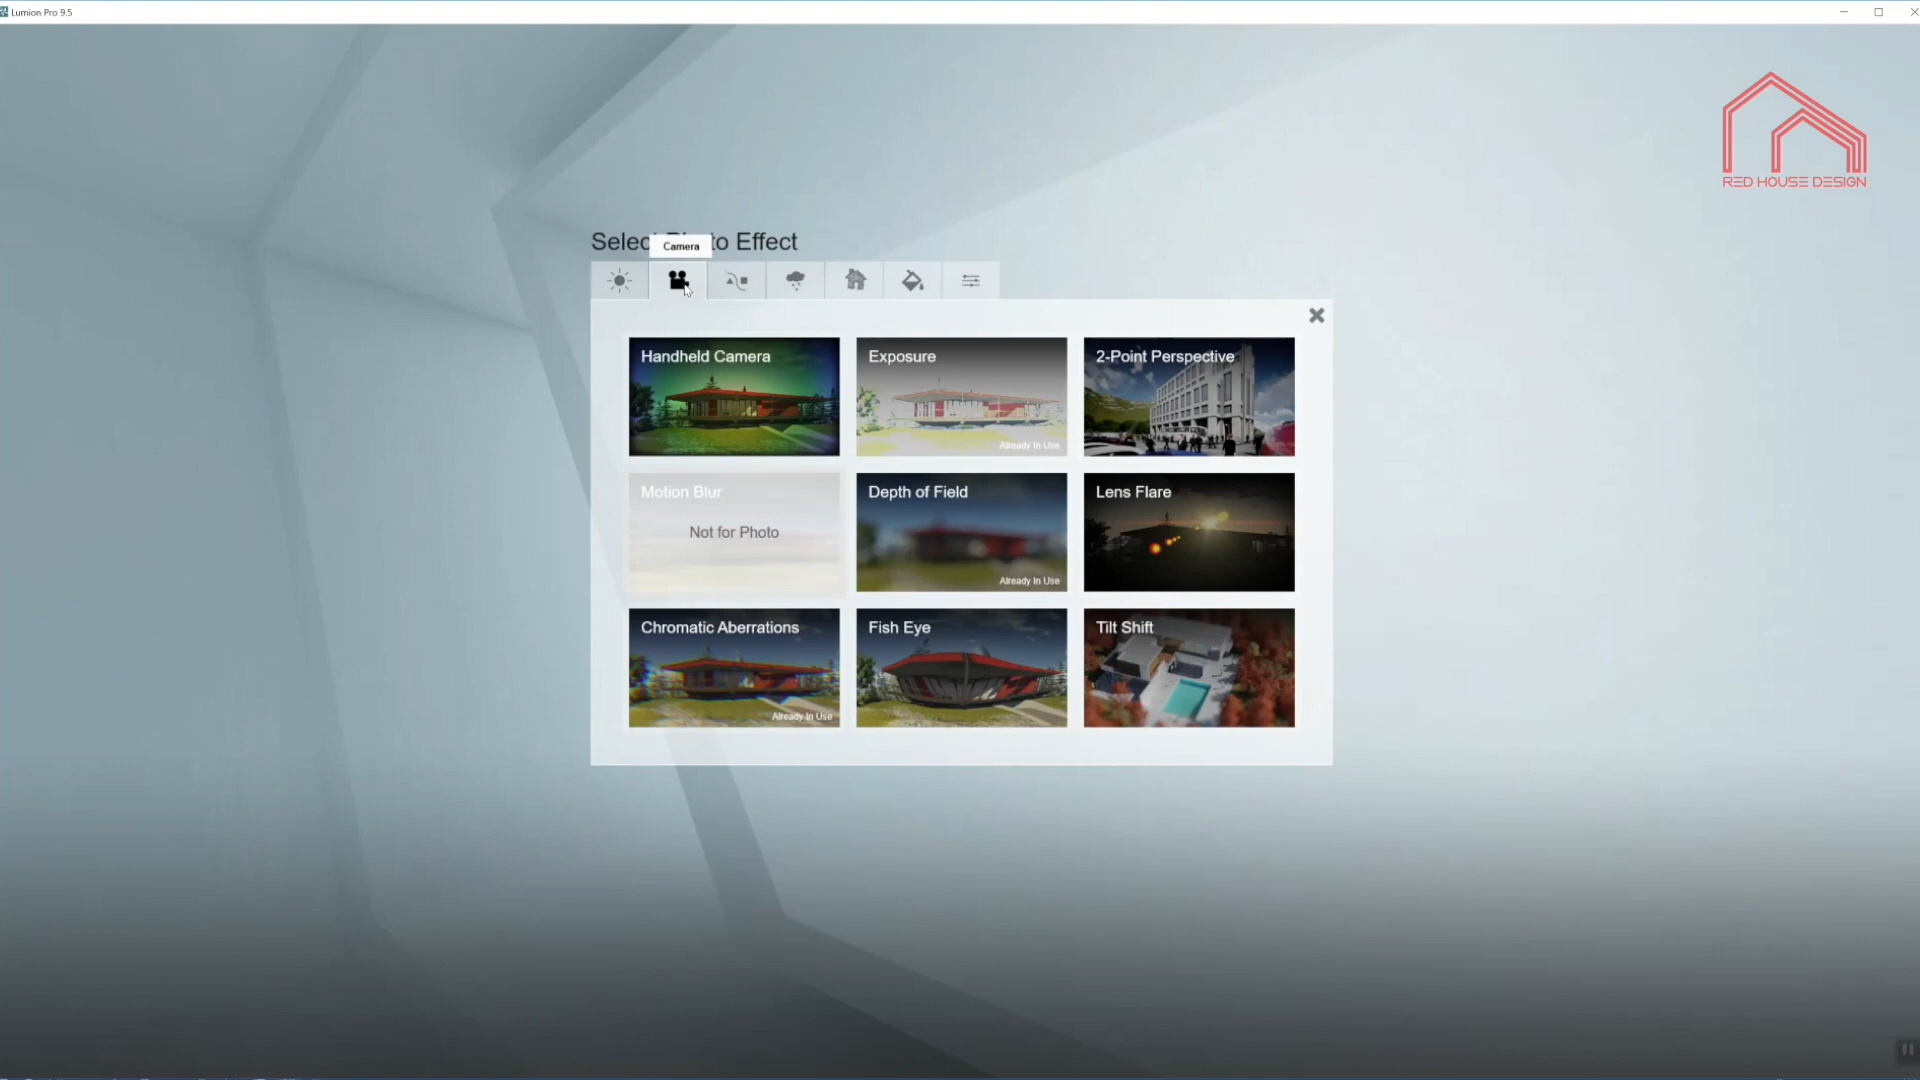 Lumion Pro 9.5
RED HOUSE DESIGN
Select Photo Effect
Camera
Handheld Camera
Exposure
Already In Use
2-Point Perspective
Motion Blur
Not for Photo
Depth of Field
Already In Use
Lens Flare
Chromatic Aberrations
Already In Use
Fish Eye
Tilt Shift